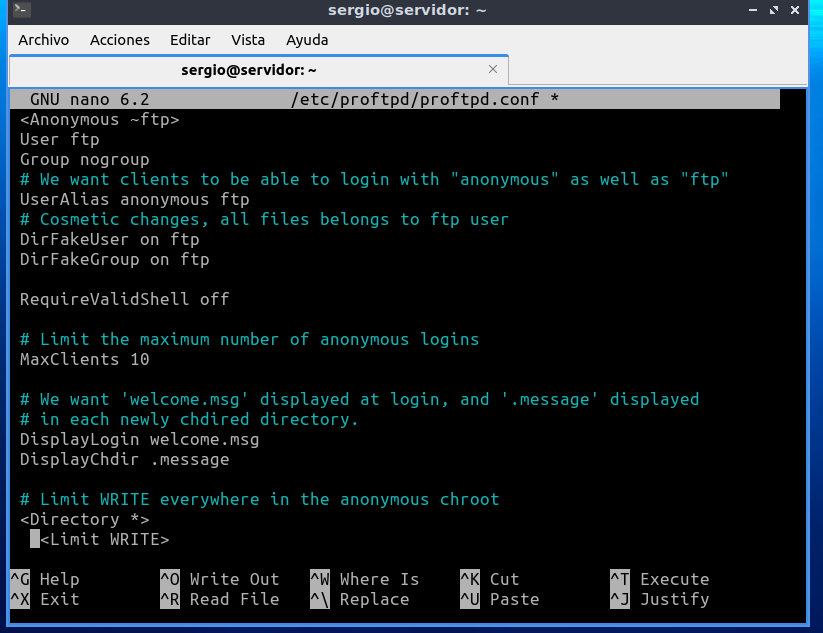 sergio@servidor: ~
Archivo Acciones Editar Vista Ayuda
sergio@servidor: ~
GNU nano 6.2 /etc/proftpd/proftpd.conf *
<Anonymous ~ftp>
User ftp
Group nogroup
# We want clients to be able to login with "anonymous" as well as "ftp"
UserAlias anonymous ftp
# Cosmetic changes, all files belongs to ftp user
DirFakeUser on ftp
DirFakeGroup on ftp
RequireValidShell off
# Limit the maximum number of anonymous logins
MaxClients 10
# We want 'welcome.msg' displayed at login, and '.message' displayed
# in each newly chdired directory.
DisplayLogin welcome.msg
DisplayChdir .message
# Limit WRITE everywhere in the anonymous chroot
<Directory *>
<Limit WRITE>
^G Help ^O Write Out ^W Where Is ^K Cut ^T Execute
^X Exit ^R Read File ^\ Replace ^U Paste ^J Justify